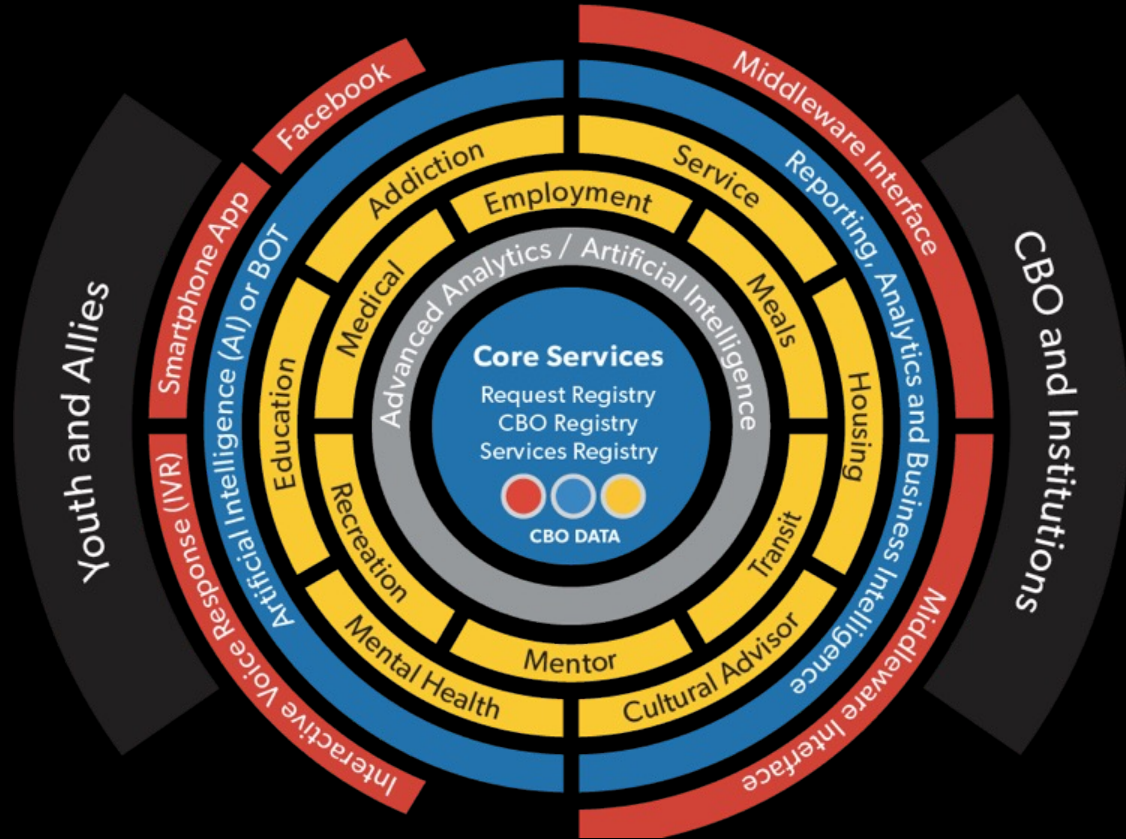 Youth and Allies
Facebook
Smartphone App
Interactive Voice Response (IVR)
Artificial Intelligence (AI) or BOT
Addiction
Education
Mental Health
Medical
Recreation
Employment
Mentor
Advanced Analytics / Artificial Intelligence
Core Services
Request Registry
CBO Registry
Services Registry
CBO DATA
Meals
Transit
Service
Housing
Cultural Advisor
Reporting, Analytics and Business Intelligence
Middleware Interface
Middleware Interface
CBO and Institutions